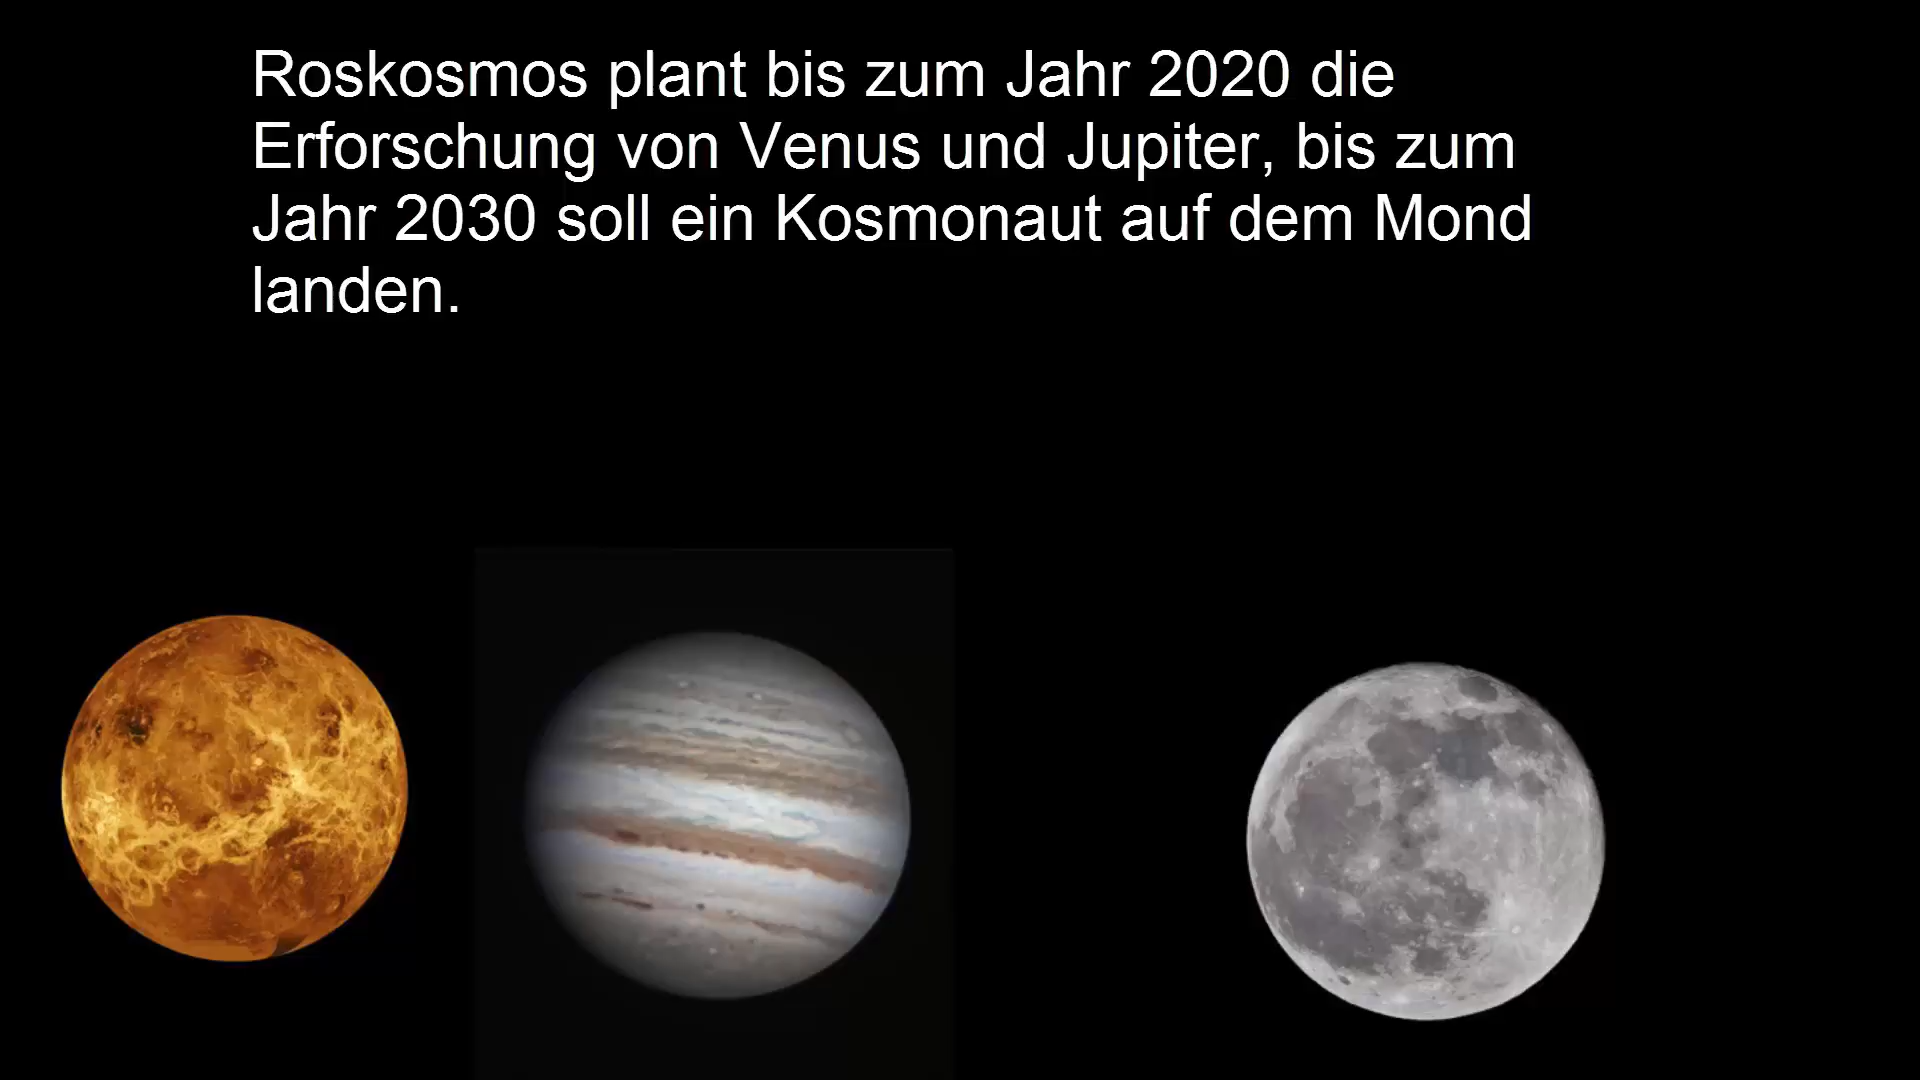 Roskosmos plant bis zum Jahr 2020 die
Erforschung von Venus und Jupiter, bis zum
Jahr 2030 soll ein Kosmonaut auf dem Mond
landen.